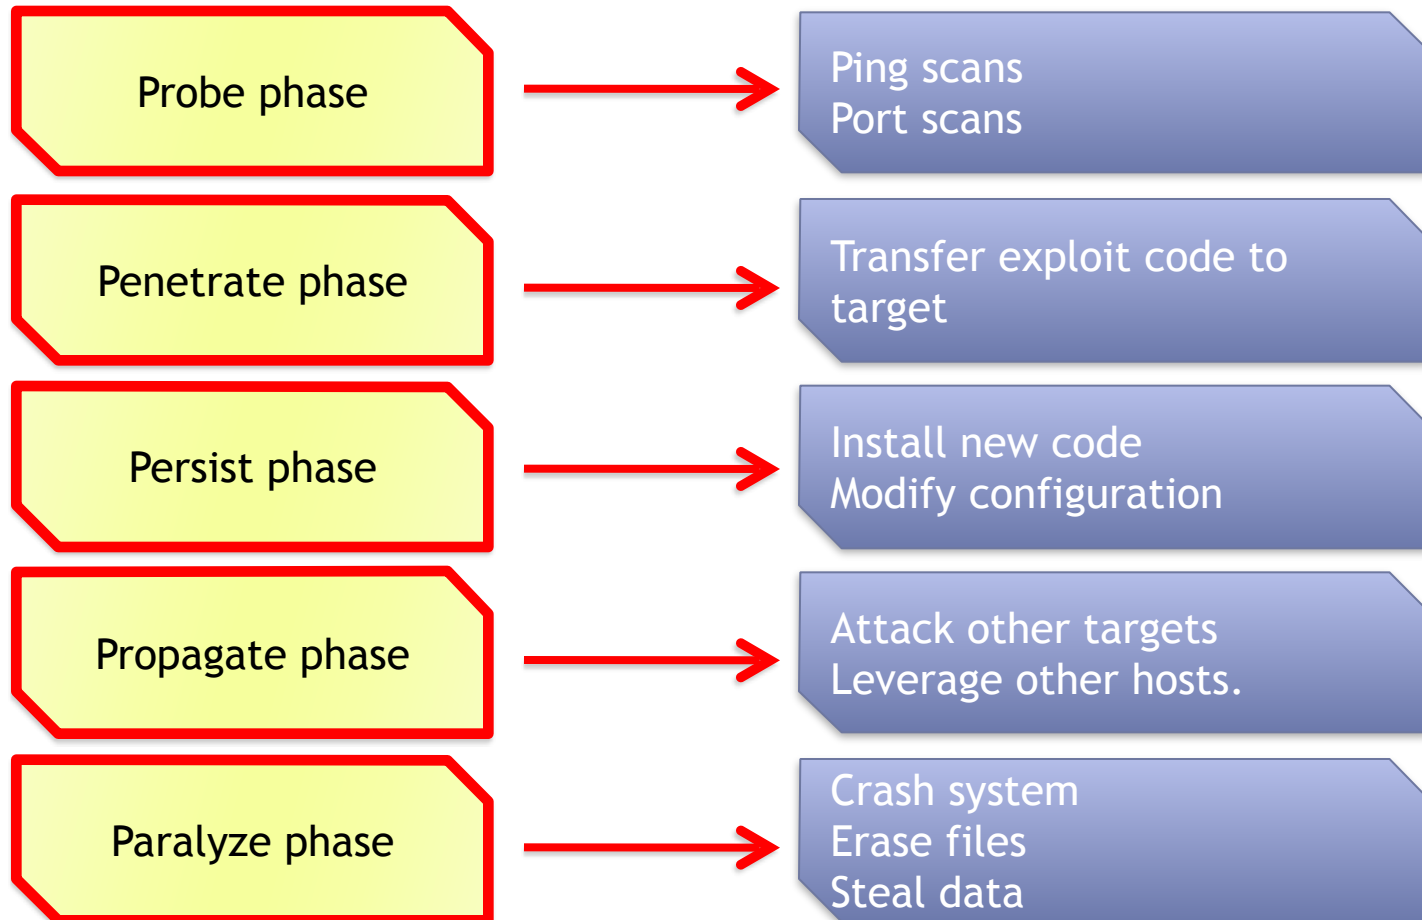 Probe phase
Ping scans
Port scans
Penetrate phase
Transfer exploit code to
target
Persist phase
Install new code
Modify configuration
Propagate phase
Attack other targets
Leverage other hosts.
Paralyze phase
Crash system
Erase files
Steal data